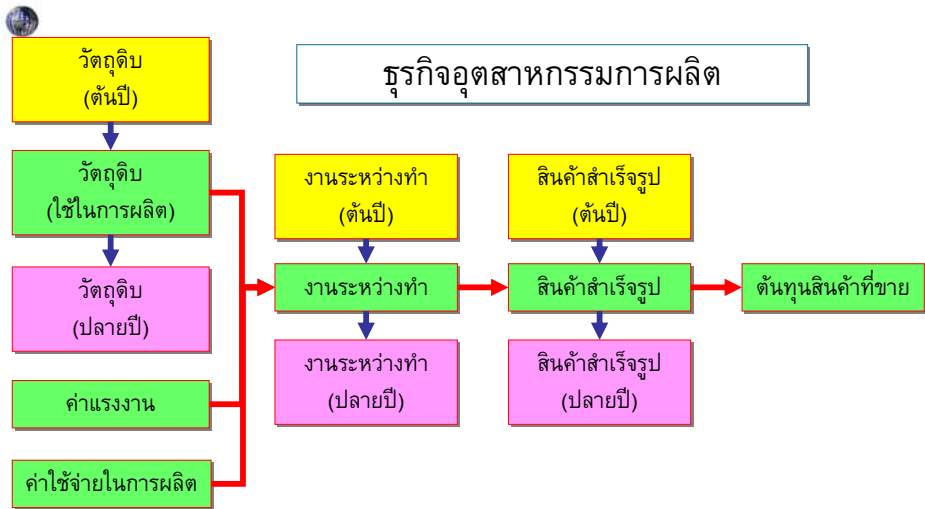 ธุรกิจอุตสาหกรรมการผลิต
วัตถุดิบ
(ต้นปี)
วัตถุดิบ
(ใช้ในการผลิต)
วัตถุดิบ
(ปลายปี)
ค่าแรงงาน
ค่าใช้จ่ายในการผลิต
งานระหว่างทำ
(ต้นปี)
งานระหว่างทำ
งานระหว่างทำ
(ปลายปี)
สินค้าสำเร็จรูป
(ต้นปี)
สินค้าสำเร็จรูป
สินค้าสำเร็จรูป
(ปลายปี)
ต้นทุนสินค้าที่ขาย